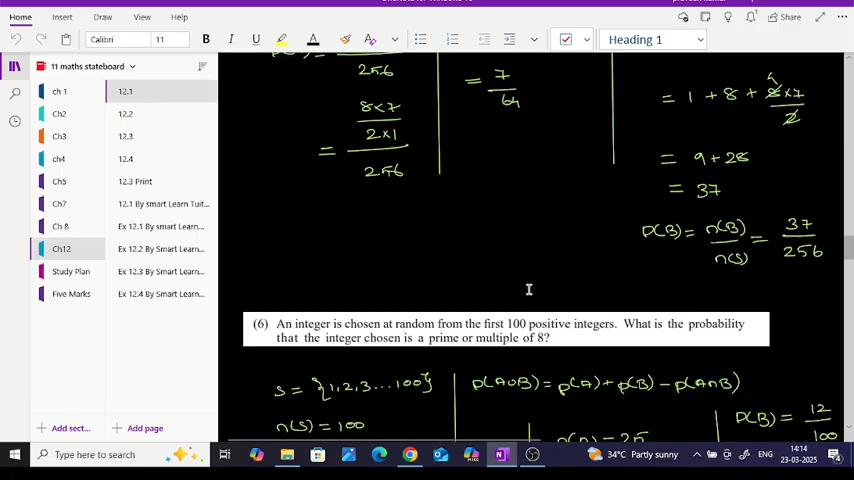 Home Insert Draw View Help
Share
Calibri 11 B I U A Heading 1
11 maths stateboard
ch 1
Ch2
Ch3
ch4
Ch5
Ch7
Ch 8
Ch12
Study Plan
Five Marks
Add sect...
12.1
12.2
12.3
12.4
12.3 Print
12.1 By smart Learn Tuit...
Ex 12.1 By Smart Learn...
Ex 12.2 By Smart Learn...
Ex 12.3 By Smart Learn...
Ex 12.4 By Smart Learn...
Add page
256
= 8×7
2×1
256
= 7
64
= 1 + 8 + 8×7
2
4
= 9+28
= 37
P(B) = n(B) = 37
n(S) 256
(6) An integer is chosen at random from the first 100 positive integers. What is the probability
that the integer chosen is a prime or multiple of 8?
S = {1,2,3...100}
n(S) = 100
P(A∪B) = P(A) + P(B) - P(A∩B)
n(A) = 25
P(B) = 12
100
Type here to search
34°C Partly sunny
ENG
14:14
23-03-2025
4